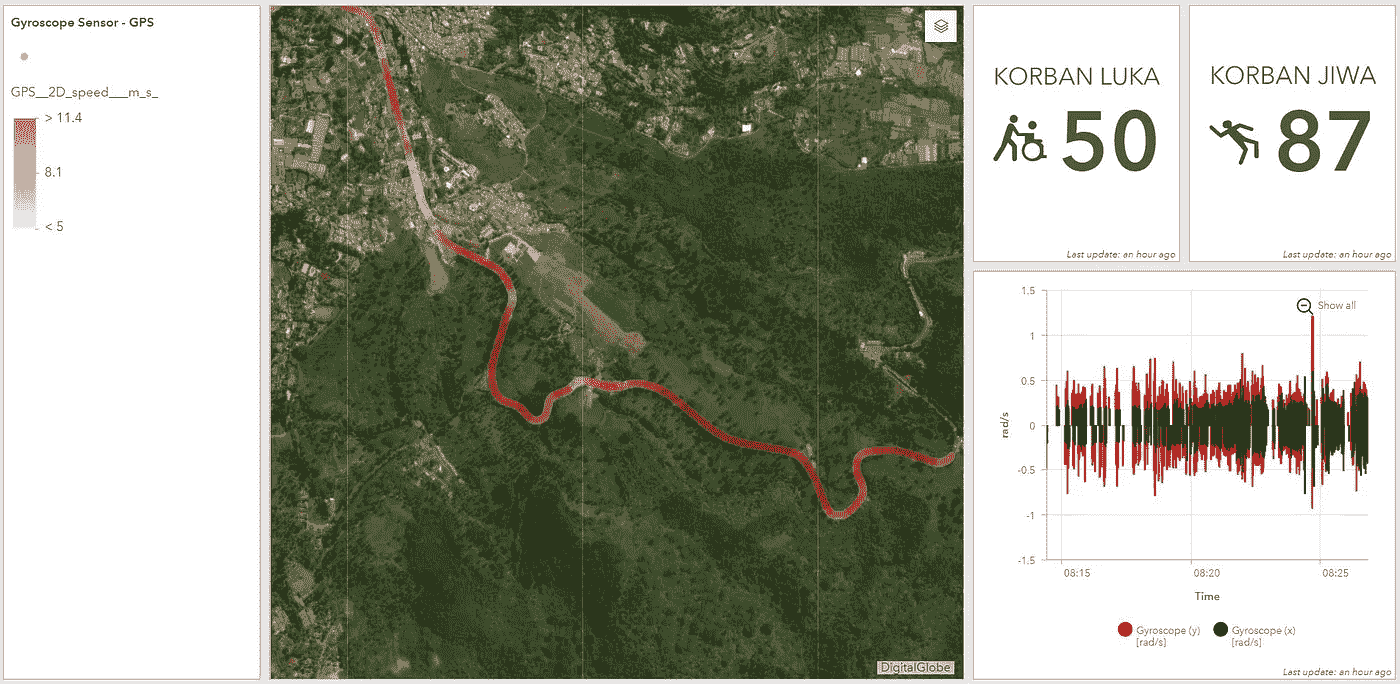 Gyroscope Sensor - GPS
GPS__2D_speed___m_s_
> 11.4
8.1
< 5
DigitalGlobe
KORBAN LUKA
50
Last update: an hour ago
KORBAN JIWA
87
Last update: an hour ago
Show all
1.5
1
0.5
0
-0.5
-1
-1.5
rad/s
08:15 08:20 08:25
Time
Gyroscope (y) Gyroscope (x)
[rad/s] [rad/s]
Last update: an hour ago